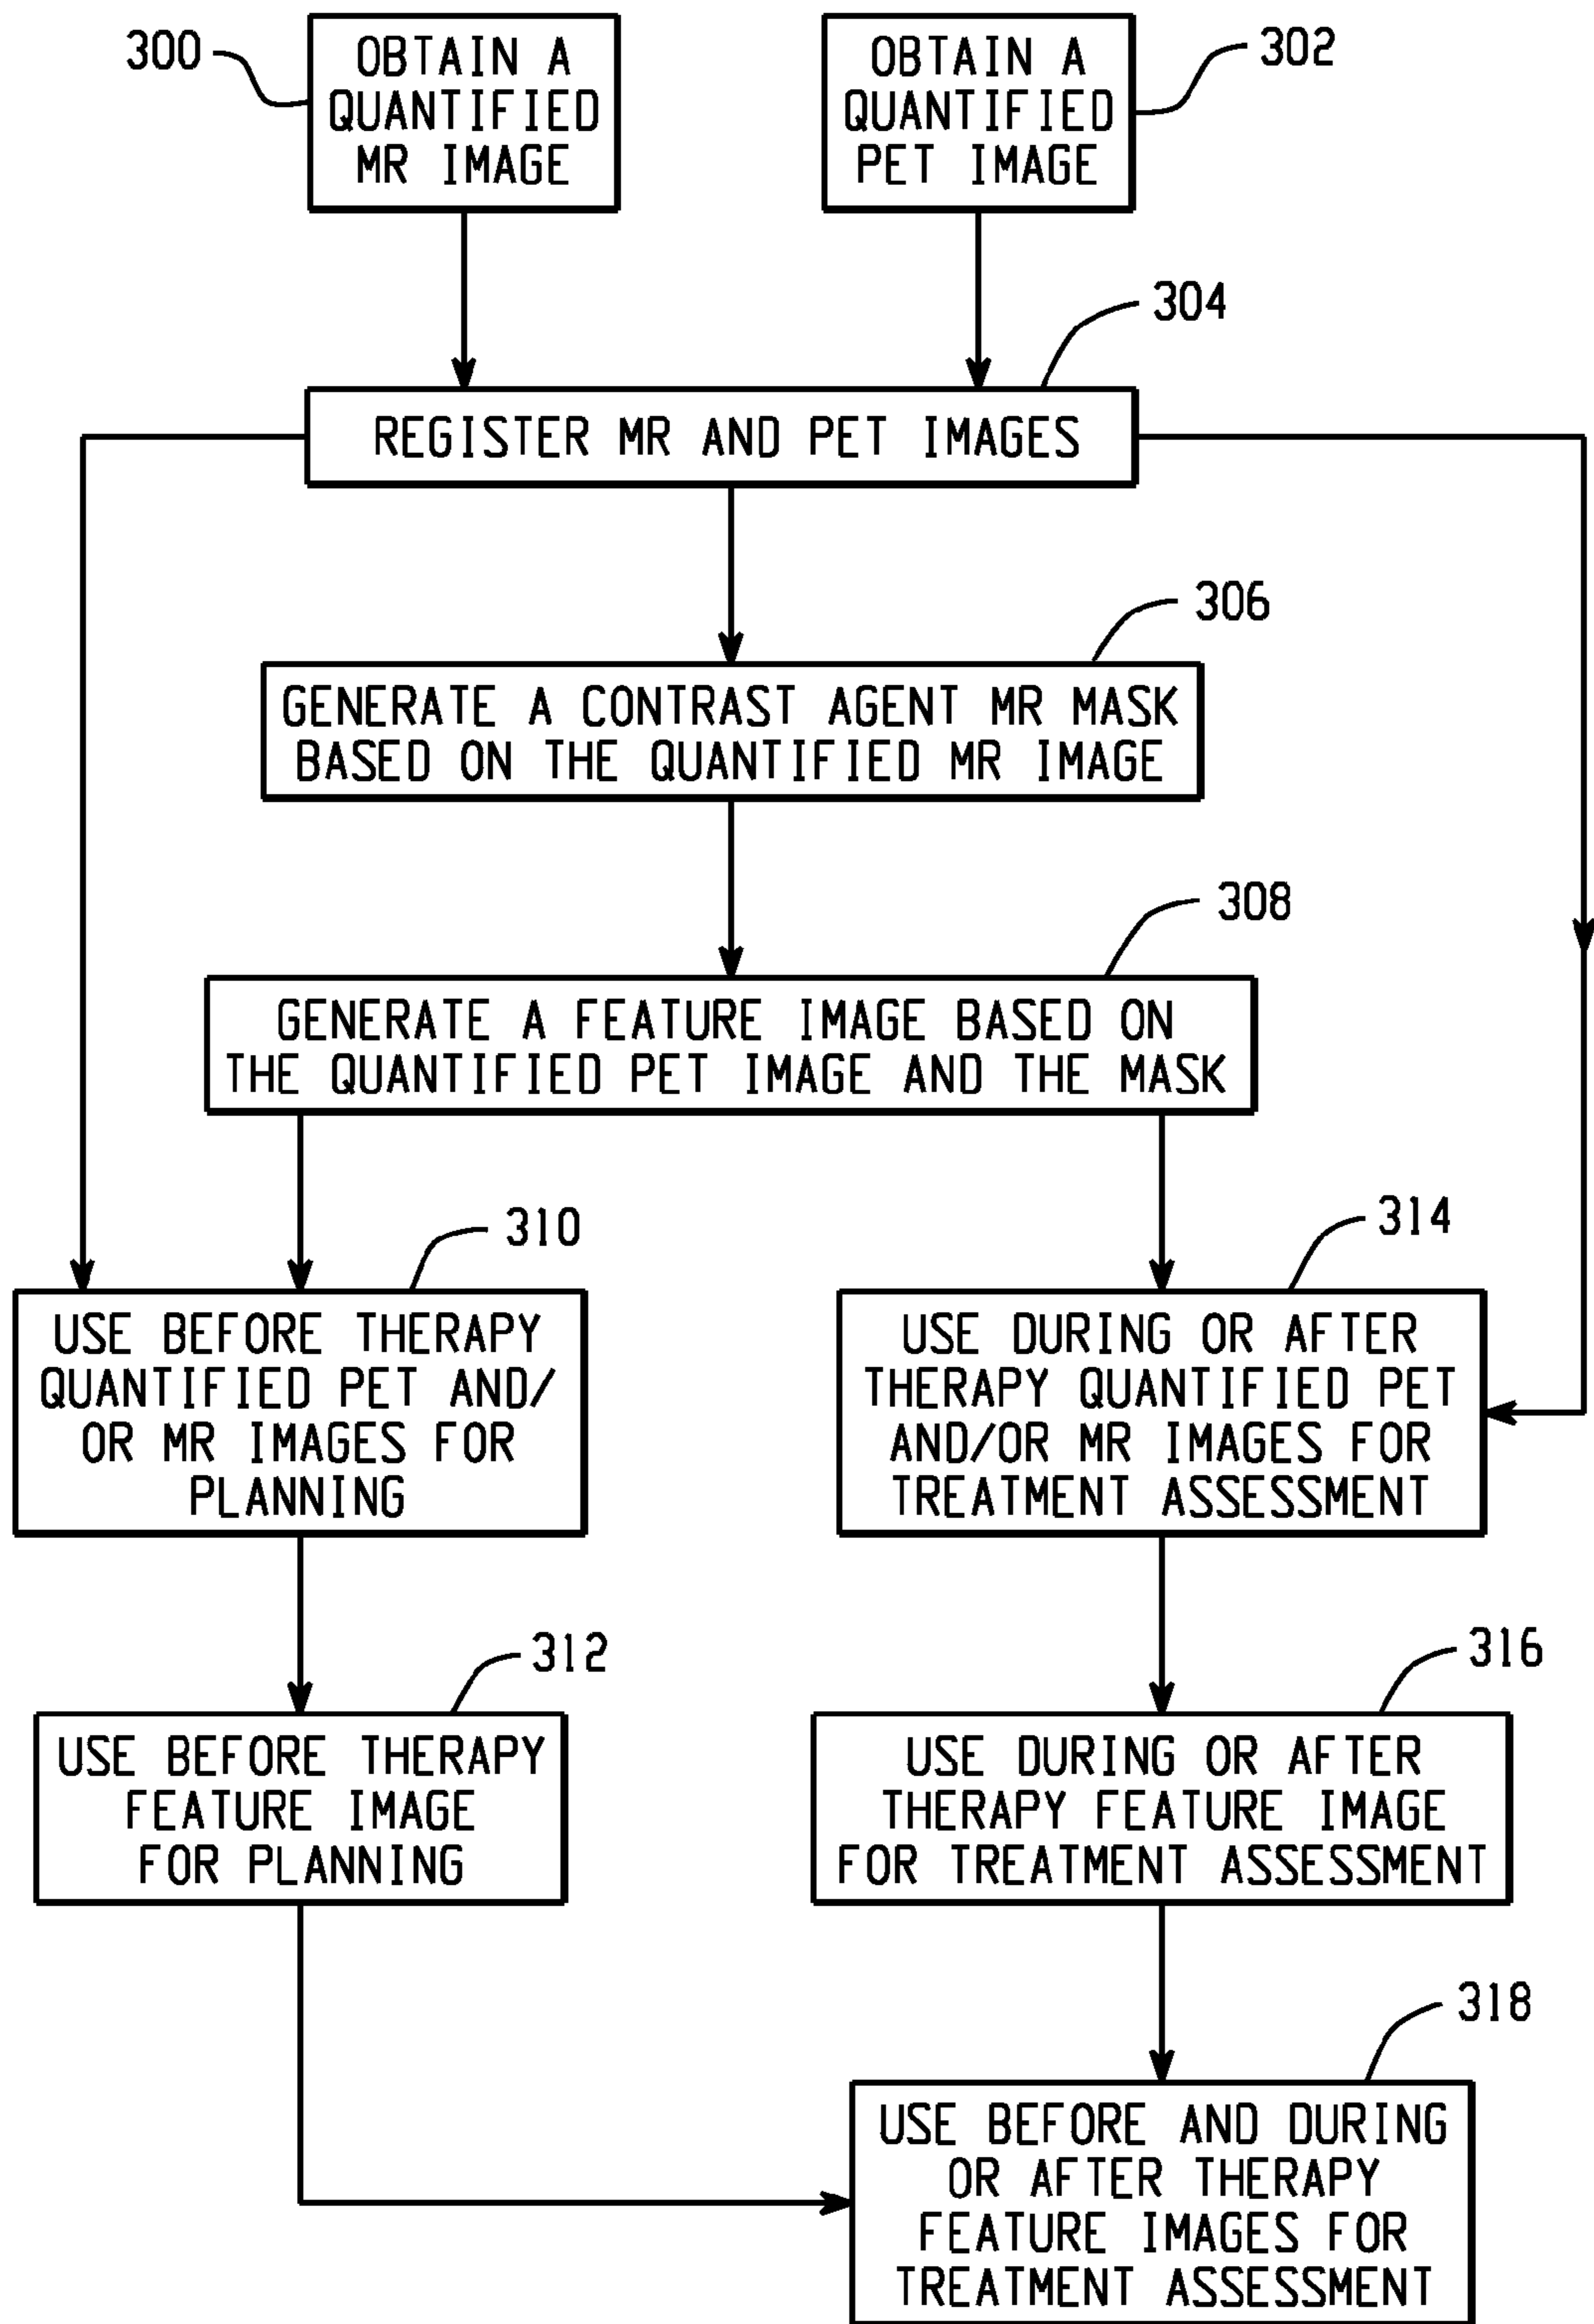 300
OBTAIN A
QUANTIFIED
MR IMAGE
OBTAIN A
QUANTIFIED
PET IMAGE
302
304
REGISTER MR AND PET IMAGES
306
GENERATE A CONTRAST AGENT MR MASK
BASED ON THE QUANTIFIED MR IMAGE
308
GENERATE A FEATURE IMAGE BASED ON
THE QUANTIFIED PET IMAGE AND THE MASK
310
USE BEFORE THERAPY
QUANTIFIED PET AND/
OR MR IMAGES FOR
PLANNING
314
USE DURING OR AFTER
THERAPY QUANTIFIED PET
AND/OR MR IMAGES FOR
TREATMENT ASSESSMENT
312
USE BEFORE THERAPY
FEATURE IMAGE
FOR PLANNING
316
USE DURING OR AFTER
THERAPY FEATURE IMAGE
FOR TREATMENT ASSESSMENT
318
USE BEFORE AND DURING
OR AFTER THERAPY
FEATURE IMAGES FOR
TREATMENT ASSESSMENT